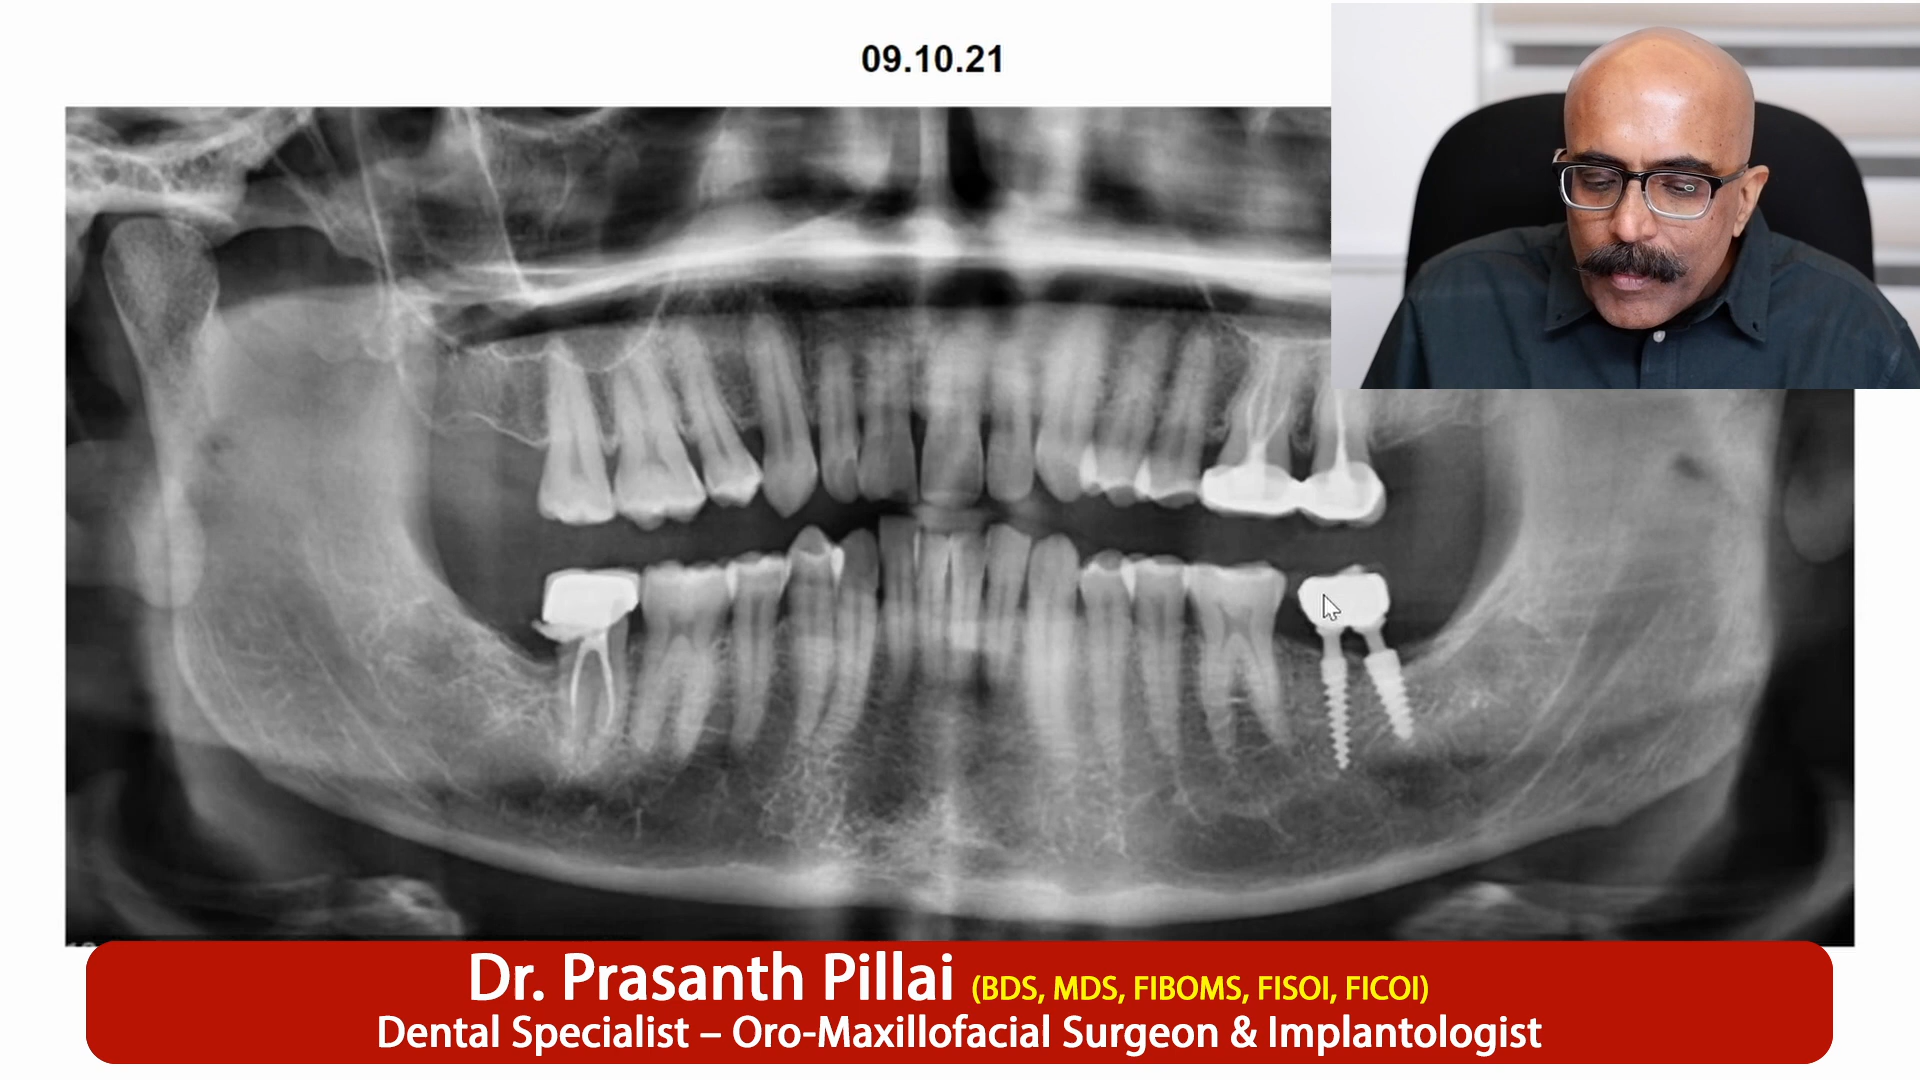 09.10.21
Dr. Prasanth Pillai (BDS, MDS, FIBOMS, FISOI, FICOI)
Dental Specialist – Oro-Maxillofacial Surgeon & Implantologist